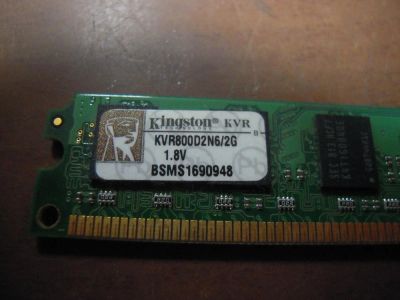 Kingston KVR
KVR800D2N6/2G
1.8V
BSMS1690948